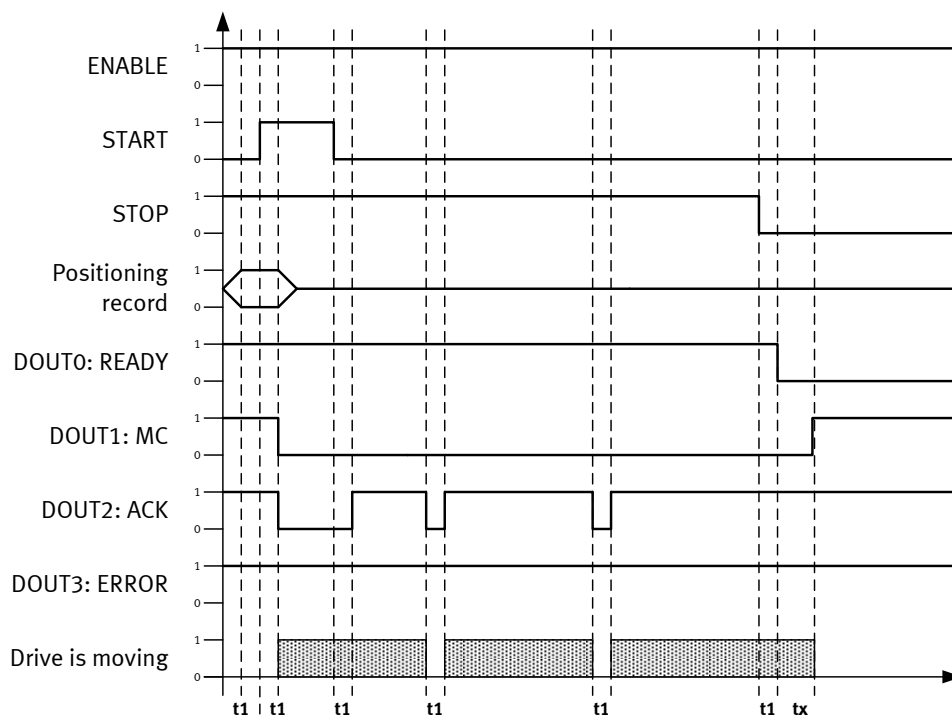 ENABLE
1
0
START
1
0
STOP
1
0
Positioning
record
1
0
DOUT0: READY
1
0
DOUT1: MC
1
0
DOUT2: ACK
1
0
DOUT3: ERROR
1
0
Drive is moving
1
0
t1 t1 t1 t1 t1 t1 tx